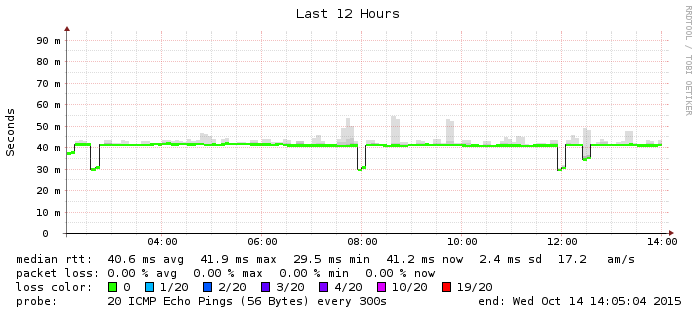 Last 12 Hours
RRDTOOL / TOBI OETIKER
Seconds
90 m
80 m
70 m
60 m
50 m
40 m
30 m
20 m
10 m
0
04:00 06:00 08:00 10:00 12:00 14:00
median rtt: 40.6 ms avg 41.9 ms max 29.5 ms min 41.2 ms now 2.4 ms sd 17.2 am/s
packet loss: 0.00 % avg 0.00 % max 0.00 % min 0.00 % now
loss color: 0 1/20 2/20 3/20 4/20 10/20 19/20
probe: 20 ICMP Echo Pings (56 Bytes) every 300s end: Wed Oct 14 14:05:04 2015